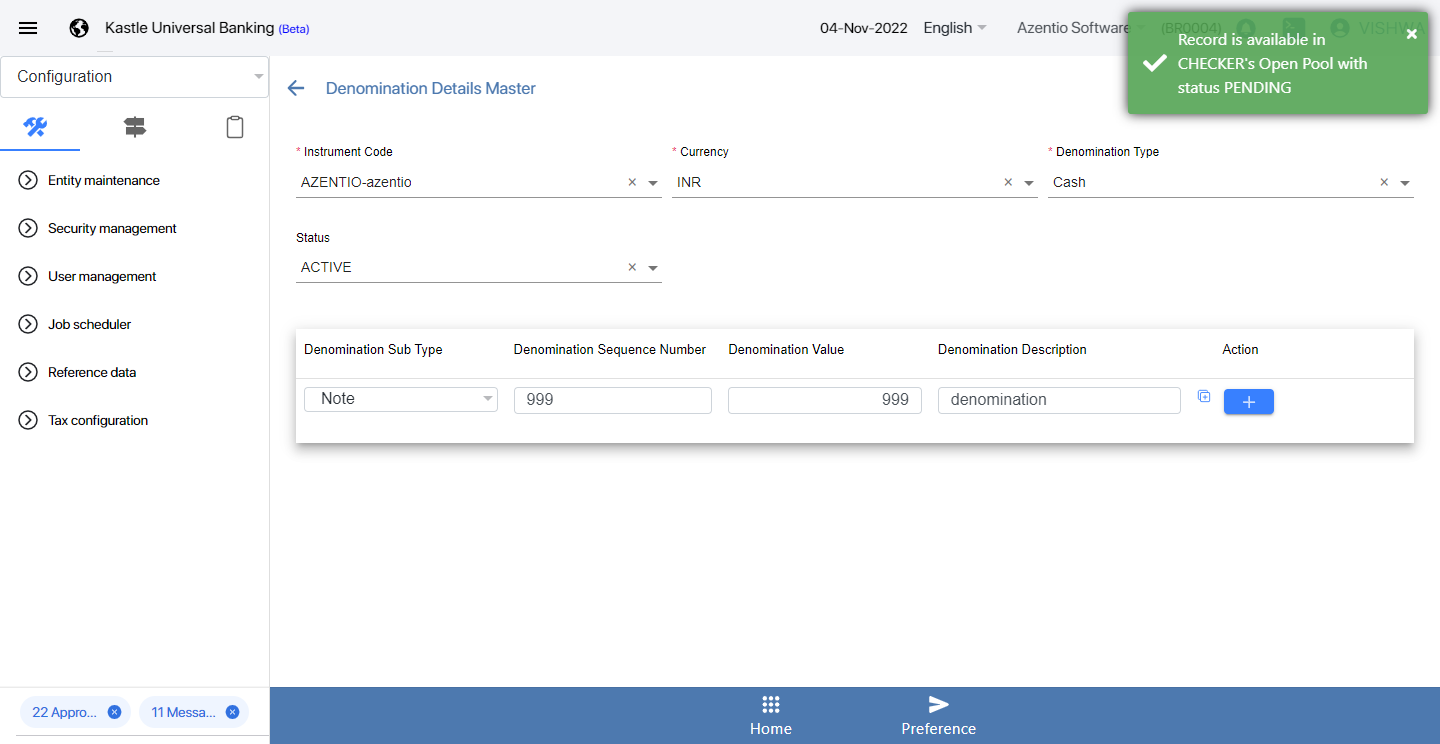 Kastle Universal Banking (Beta)
04-Nov-2022 English Azentio Software (BR0004) VISHWA
Record is available in
CHECKER's Open Pool with
status PENDING
Configuration
Denomination Details Master
Entity maintenance
Security management
User management
Job scheduler
Reference data
Tax configuration
* Instrument Code * Currency * Denomination Type
AZENTIO-azentio INR Cash
Status
ACTIVE
Denomination Sub Type Denomination Sequence Number Denomination Value Denomination Description Action
Note 999 999 denomination
22 Appro... 11 Messa...
Home Preference